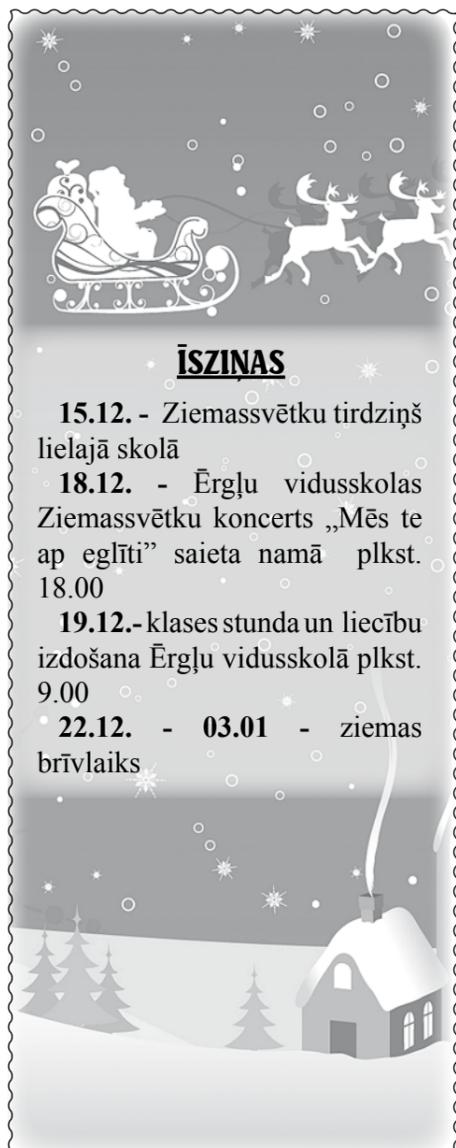 ĪSZIŅAS
15.12. - Ziemassvētku tirdziņš
lielajā skolā
18.12. - Ērgļu vidusskolas
Ziemassvētku koncerts „Mēs te
ap eglīti” saieta namā plkst.
18.00
19.12.- klases stunda un liecību
izdošana Ērgļu vidusskolā plkst.
9.00
22.12. - 03.01 - ziemas
brīvlaiks